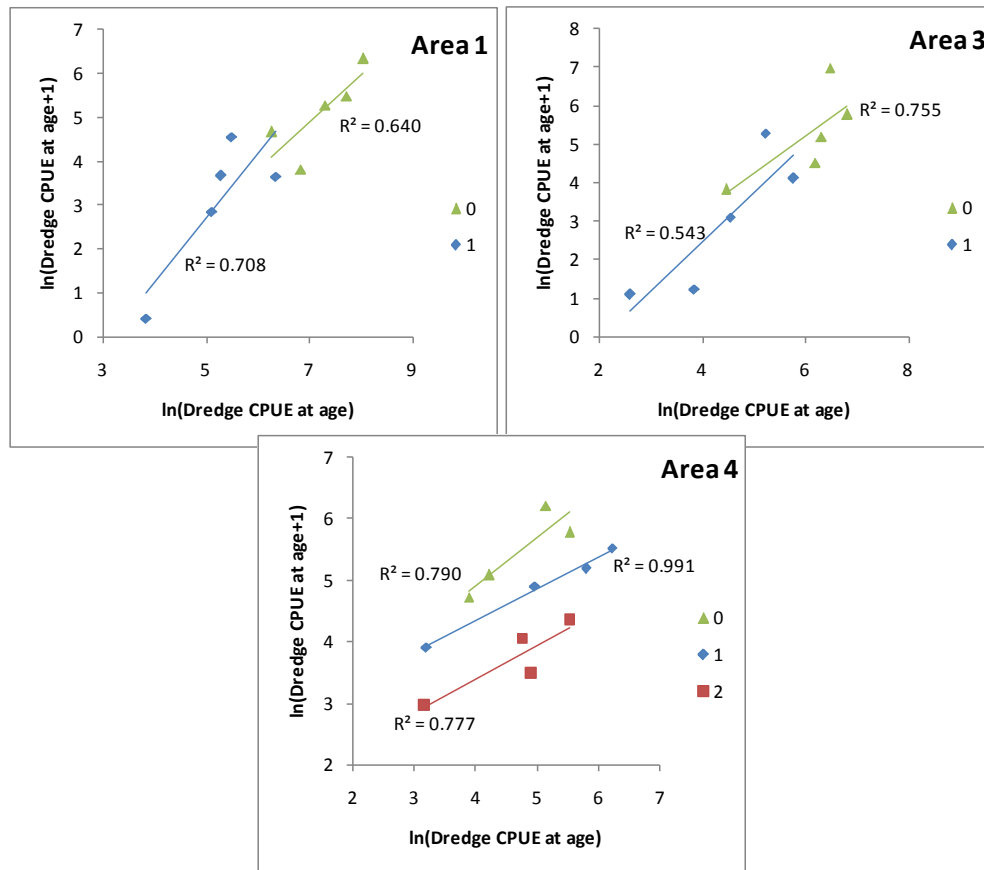 Area 1
ln(Dredge CPUE at age+1)
7
6
5
4
3
2
1
0
R² = 0.640
R² = 0.708
0
1
3
5
7
9
ln(Dredge CPUE at age)
Area 3
ln(Dredge CPUE at age+1)
8
7
6
5
4
3
2
1
0
R² = 0.755
R² = 0.543
0
1
2
4
6
8
ln(Dredge CPUE at age)
Area 4
ln(Dredge CPUE at age+1)
7
6
5
4
3
2
R² = 0.790
R² = 0.991
R² = 0.777
0
1
2
2
3
4
5
6
7
ln(Dredge CPUE at age)